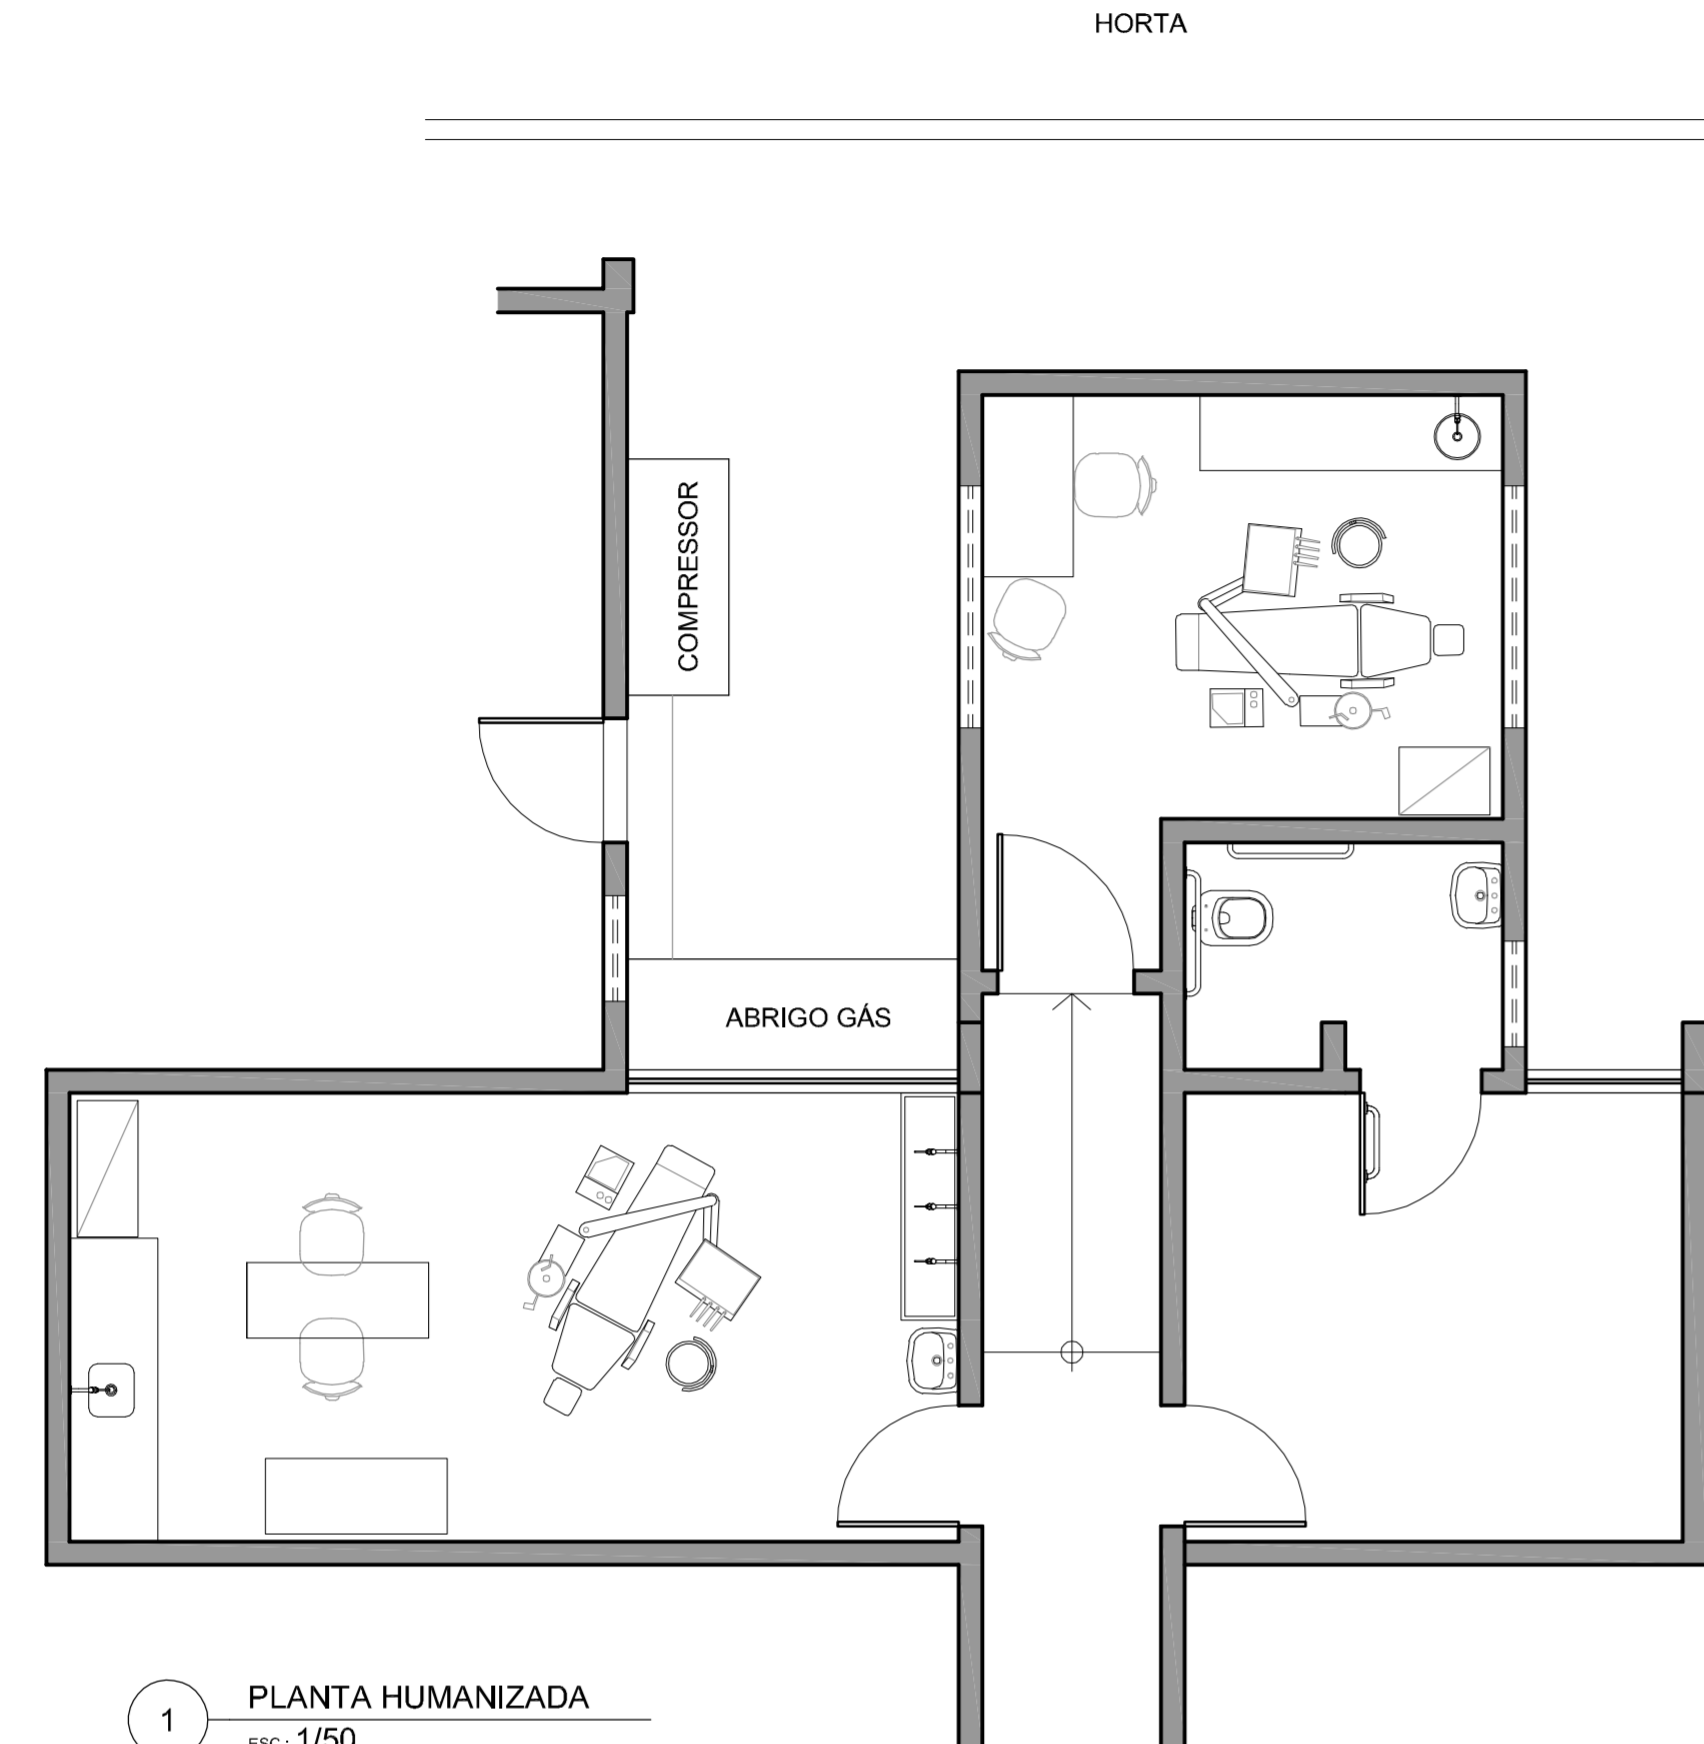 HORTA
COMPRESSOR
ABRIGO GÁS
1
PLANTA HUMANIZADA
ESC.: 1/50